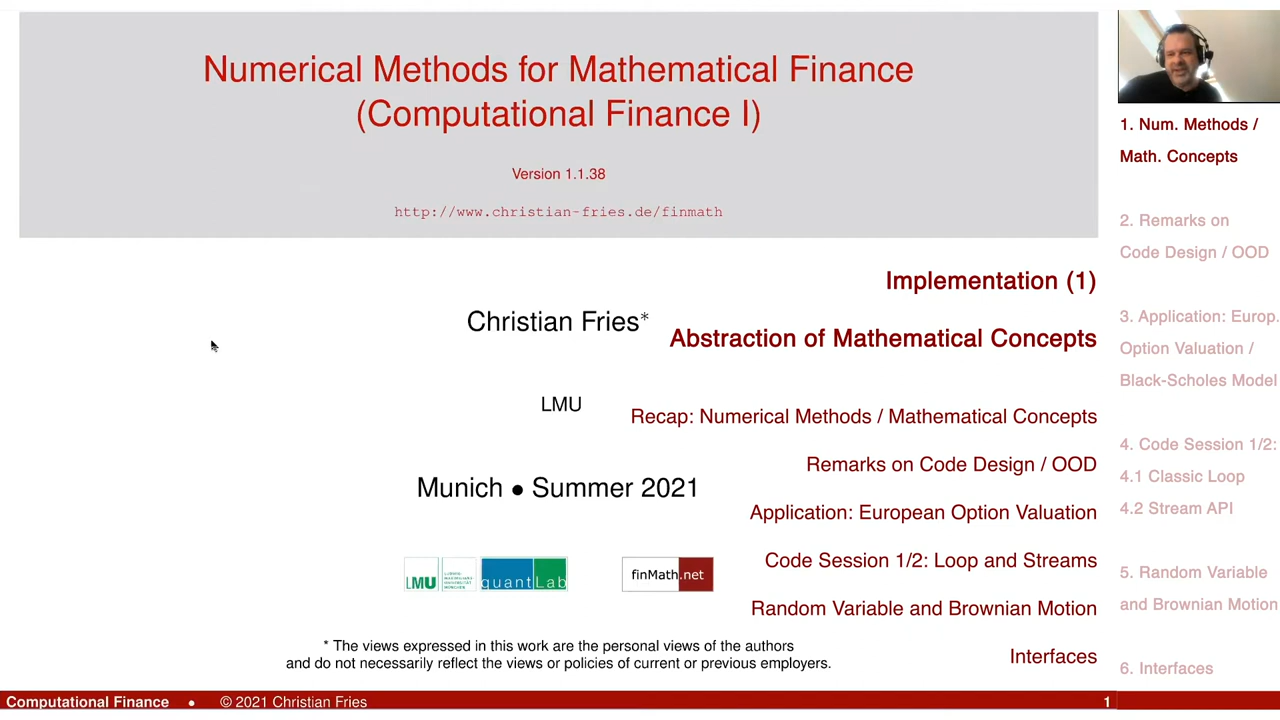 Numerical Methods for Mathematical Finance
(Computational Finance I)
Version 1.1.38
http://www.christian-fries.de/finmath
Implementation (1)
Christian Fries*
Abstraction of Mathematical Concepts
LMU
Recap: Numerical Methods / Mathematical Concepts
Remarks on Code Design / OOD
Munich • Summer 2021
Application: European Option Valuation
Code Session 1/2: Loop and Streams
LMU
quantLab
finMath.net
Random Variable and Brownian Motion
* The views expressed in this work are the personal views of the authors
and do not necessarily reflect the views or policies of current or previous employers.
Interfaces
Computational Finance • © 2021 Christian Fries 1
1. Num. Methods /
Math. Concepts
2. Remarks on
Code Design / OOD
3. Application: Europ.
Option Valuation /
Black-Scholes Model
4. Code Session 1/2:
4.1 Classic Loop
4.2 Stream API
5. Random Variable
and Brownian Motion
6. Interfaces